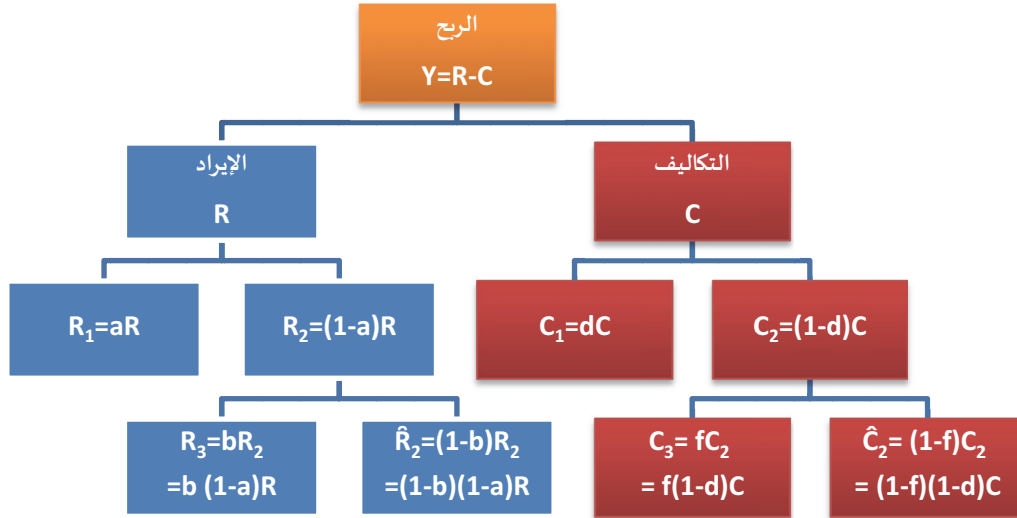 الربح
Y=R-C
الإيراد
R
التكاليف
C
R₁=aR
R₂=(1-a)R
C₁=dC
C₂=(1-d)C
R₃=bR₂
=b (1-a)R
R̂₂=(1-b)R₂
=(1-b)(1-a)R
C₃= fC₂
= f(1-d)C
Ĉ₂= (1-f)C₂
= (1-f)(1-d)C